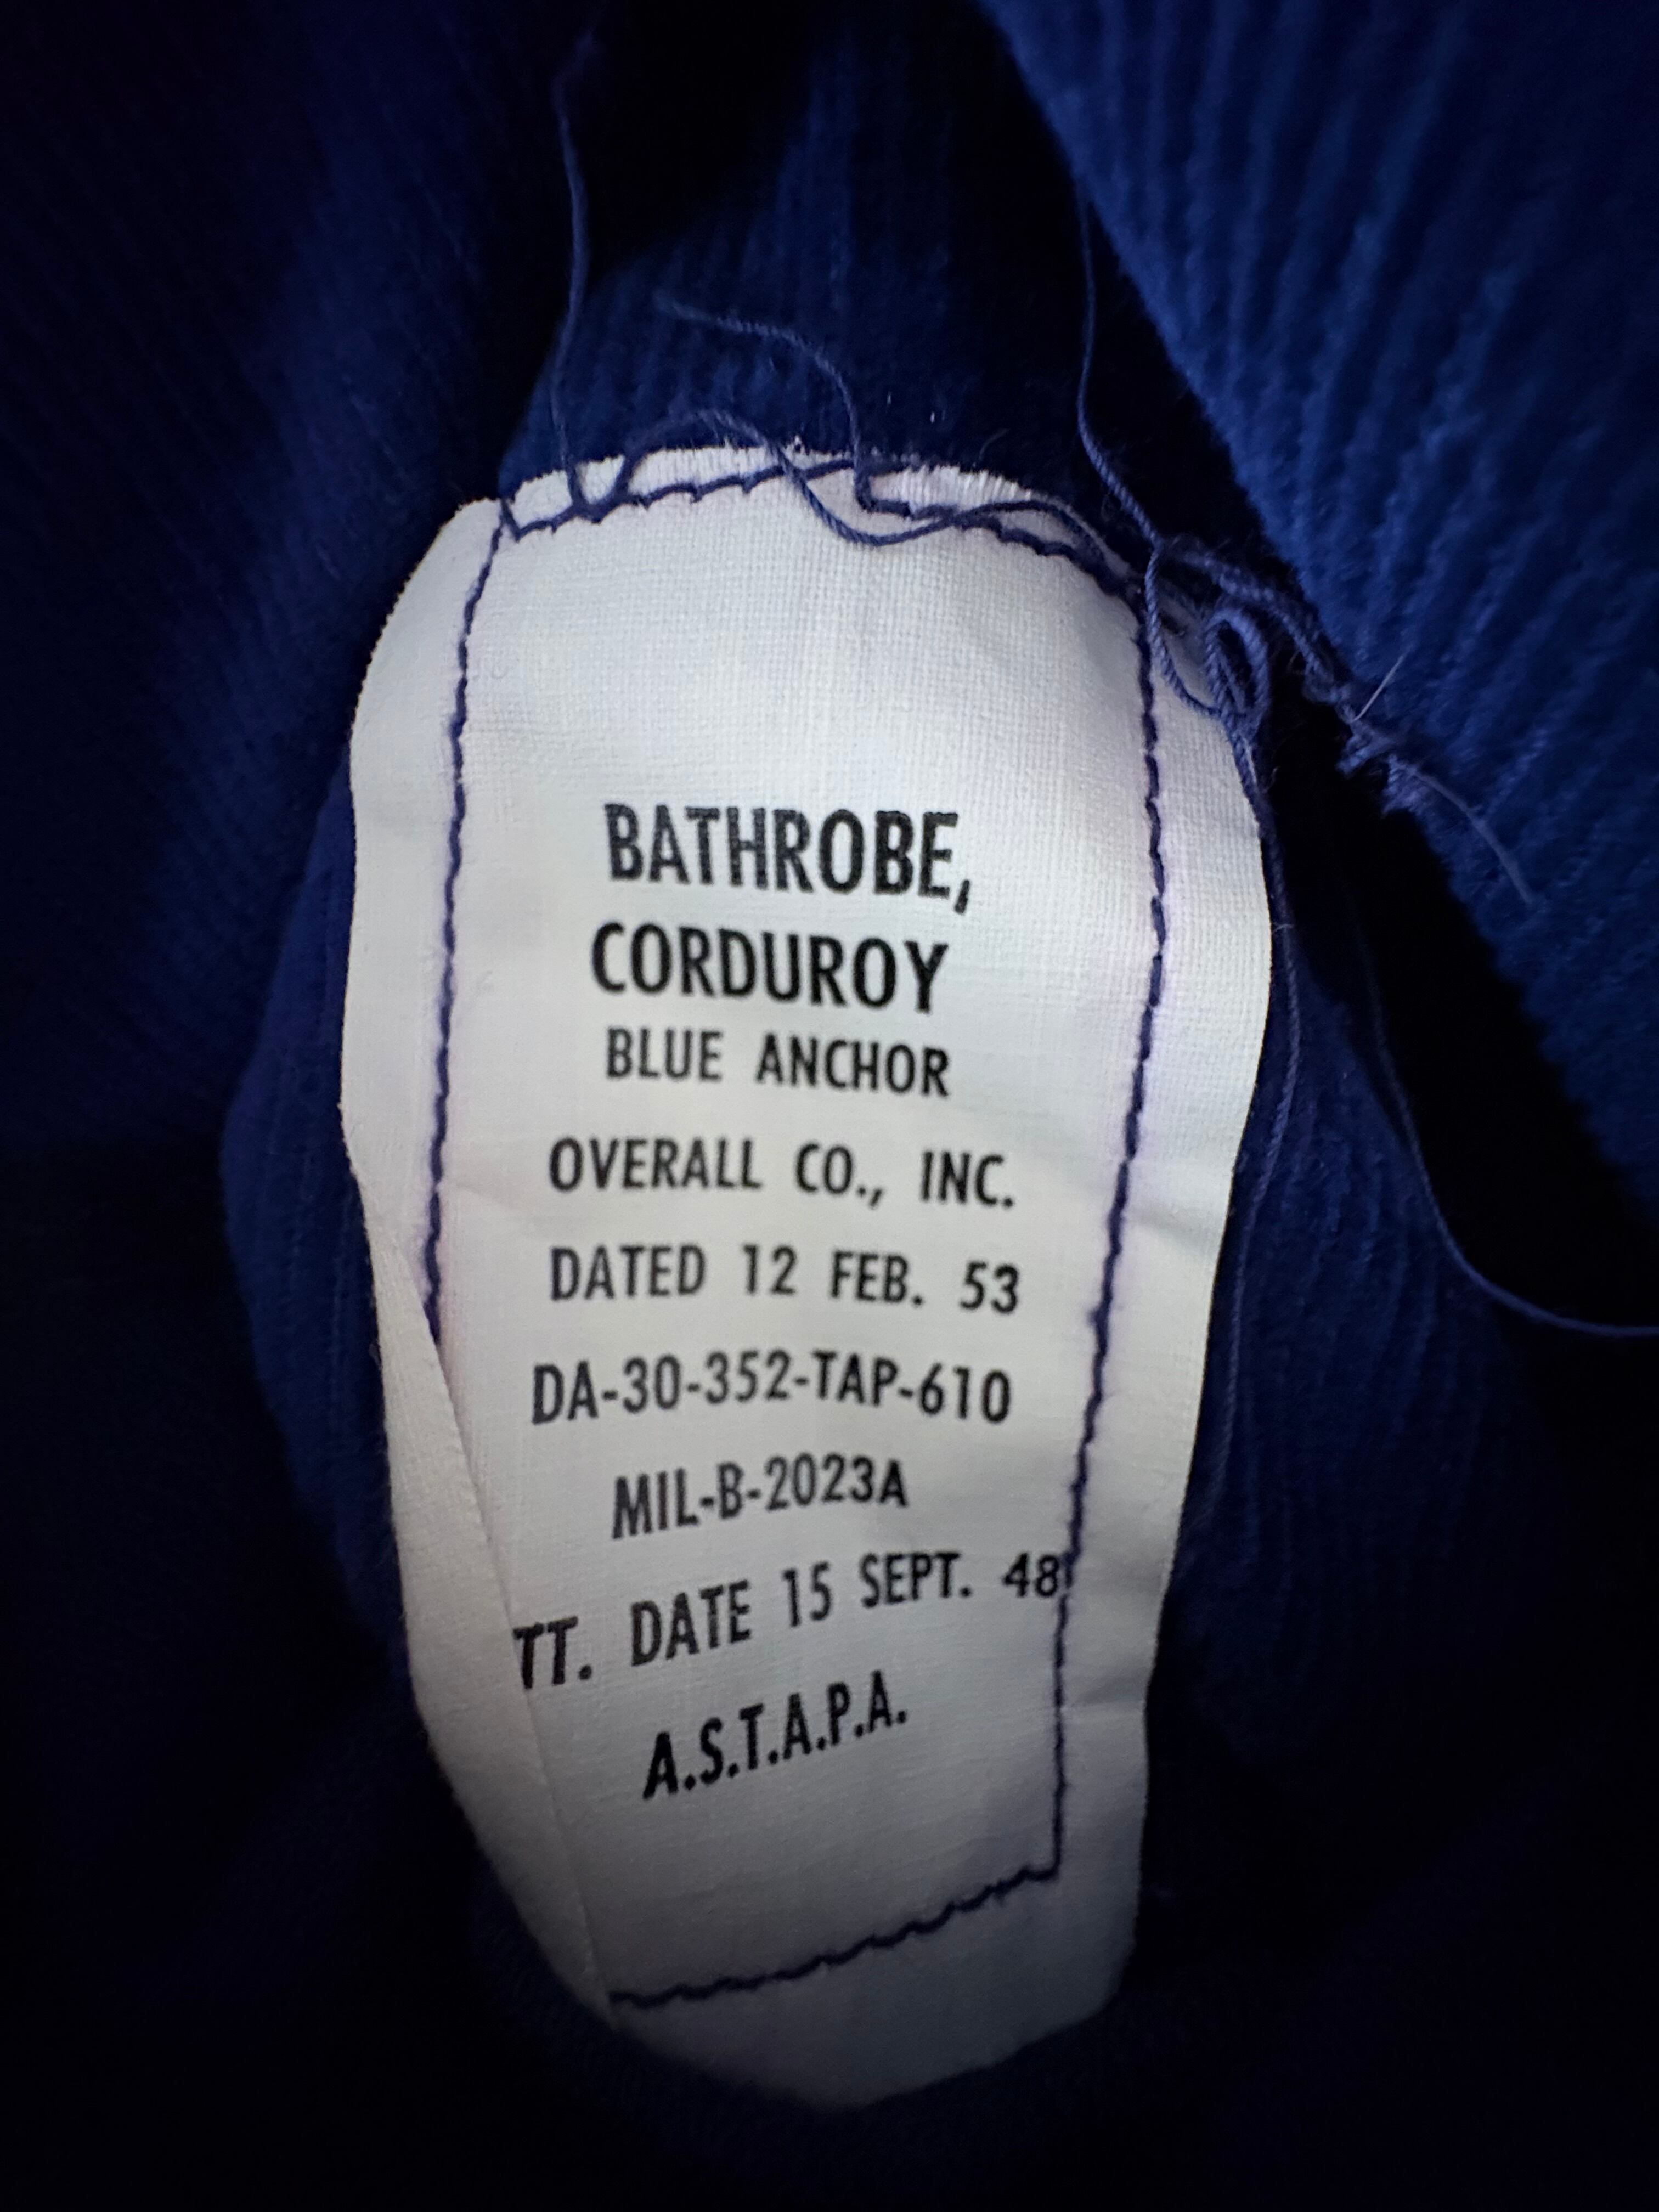 BATHROBE,
CORDUROY
BLUE ANCHOR
OVERALL CO., INC.
DATED 12 FEB. 53
DA-30-352-TAP-610
MIL-B-2023A
TT. DATE 15 SEPT. 48
A.S.T.A.P.A.